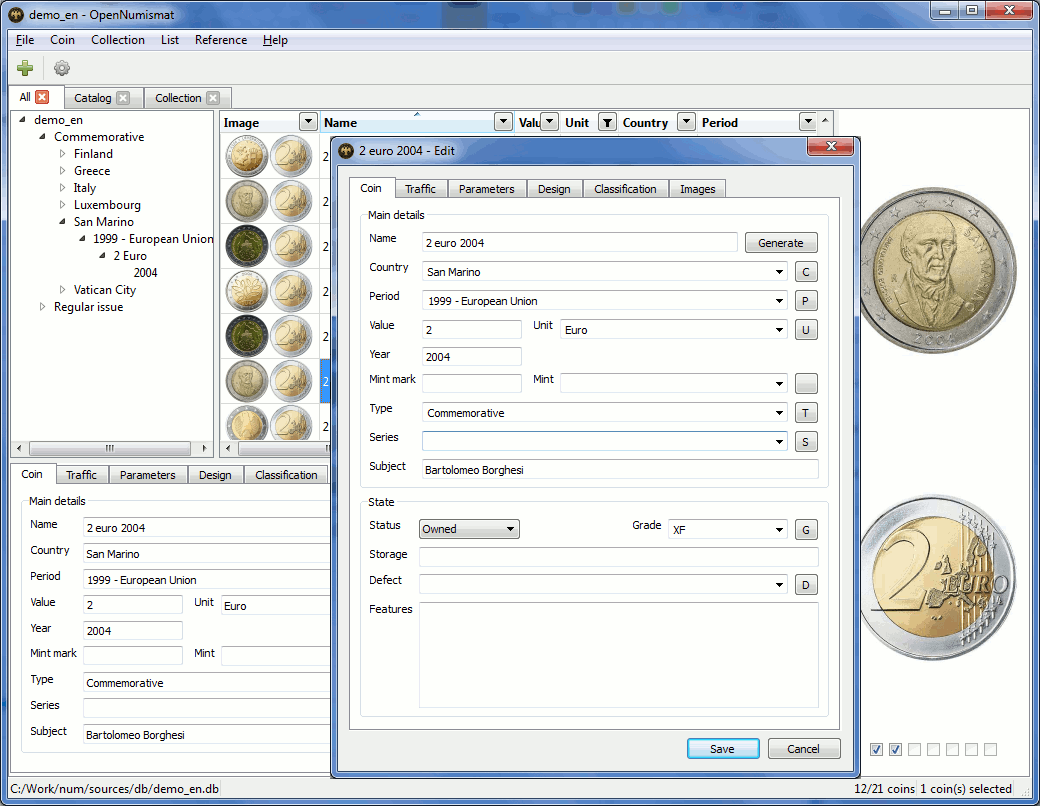 demo_en - OpenNumismat
File Coin Collection List Reference Help
All Catalog Collection
demo_en
Commemorative
Finland
Greece
Italy
Luxembourg
San Marino
1999 - European Union
2 Euro
2004
Vatican City
Regular issue
Image Name Valu Unit Country Period
2
2
2
2
2
2
2
2 euro 2004 - Edit
Coin Traffic Parameters Design Classification Images
Main details
Name 2 euro 2004 Generate
Country San Marino C
Period 1999 - European Union P
Value 2 Unit Euro U
Year 2004
Mint mark Mint
Type Commemorative T
Series S
Subject Bartolomeo Borghesi
State
Status Owned Grade XF G
Storage
Defect D
Features
Save Cancel
Coin Traffic Parameters Design Classification
Main details
Name 2 euro 2004
Country San Marino
Period 1999 - European Union
Value 2 Unit Euro
Year 2004
Mint mark Mint
Type Commemorative
Series
Subject Bartolomeo Borghesi
SAN MARINO
2004
2 EURO
C:/Work/num/sources/db/demo_en.db 12/21 coins 1 coin(s) selected